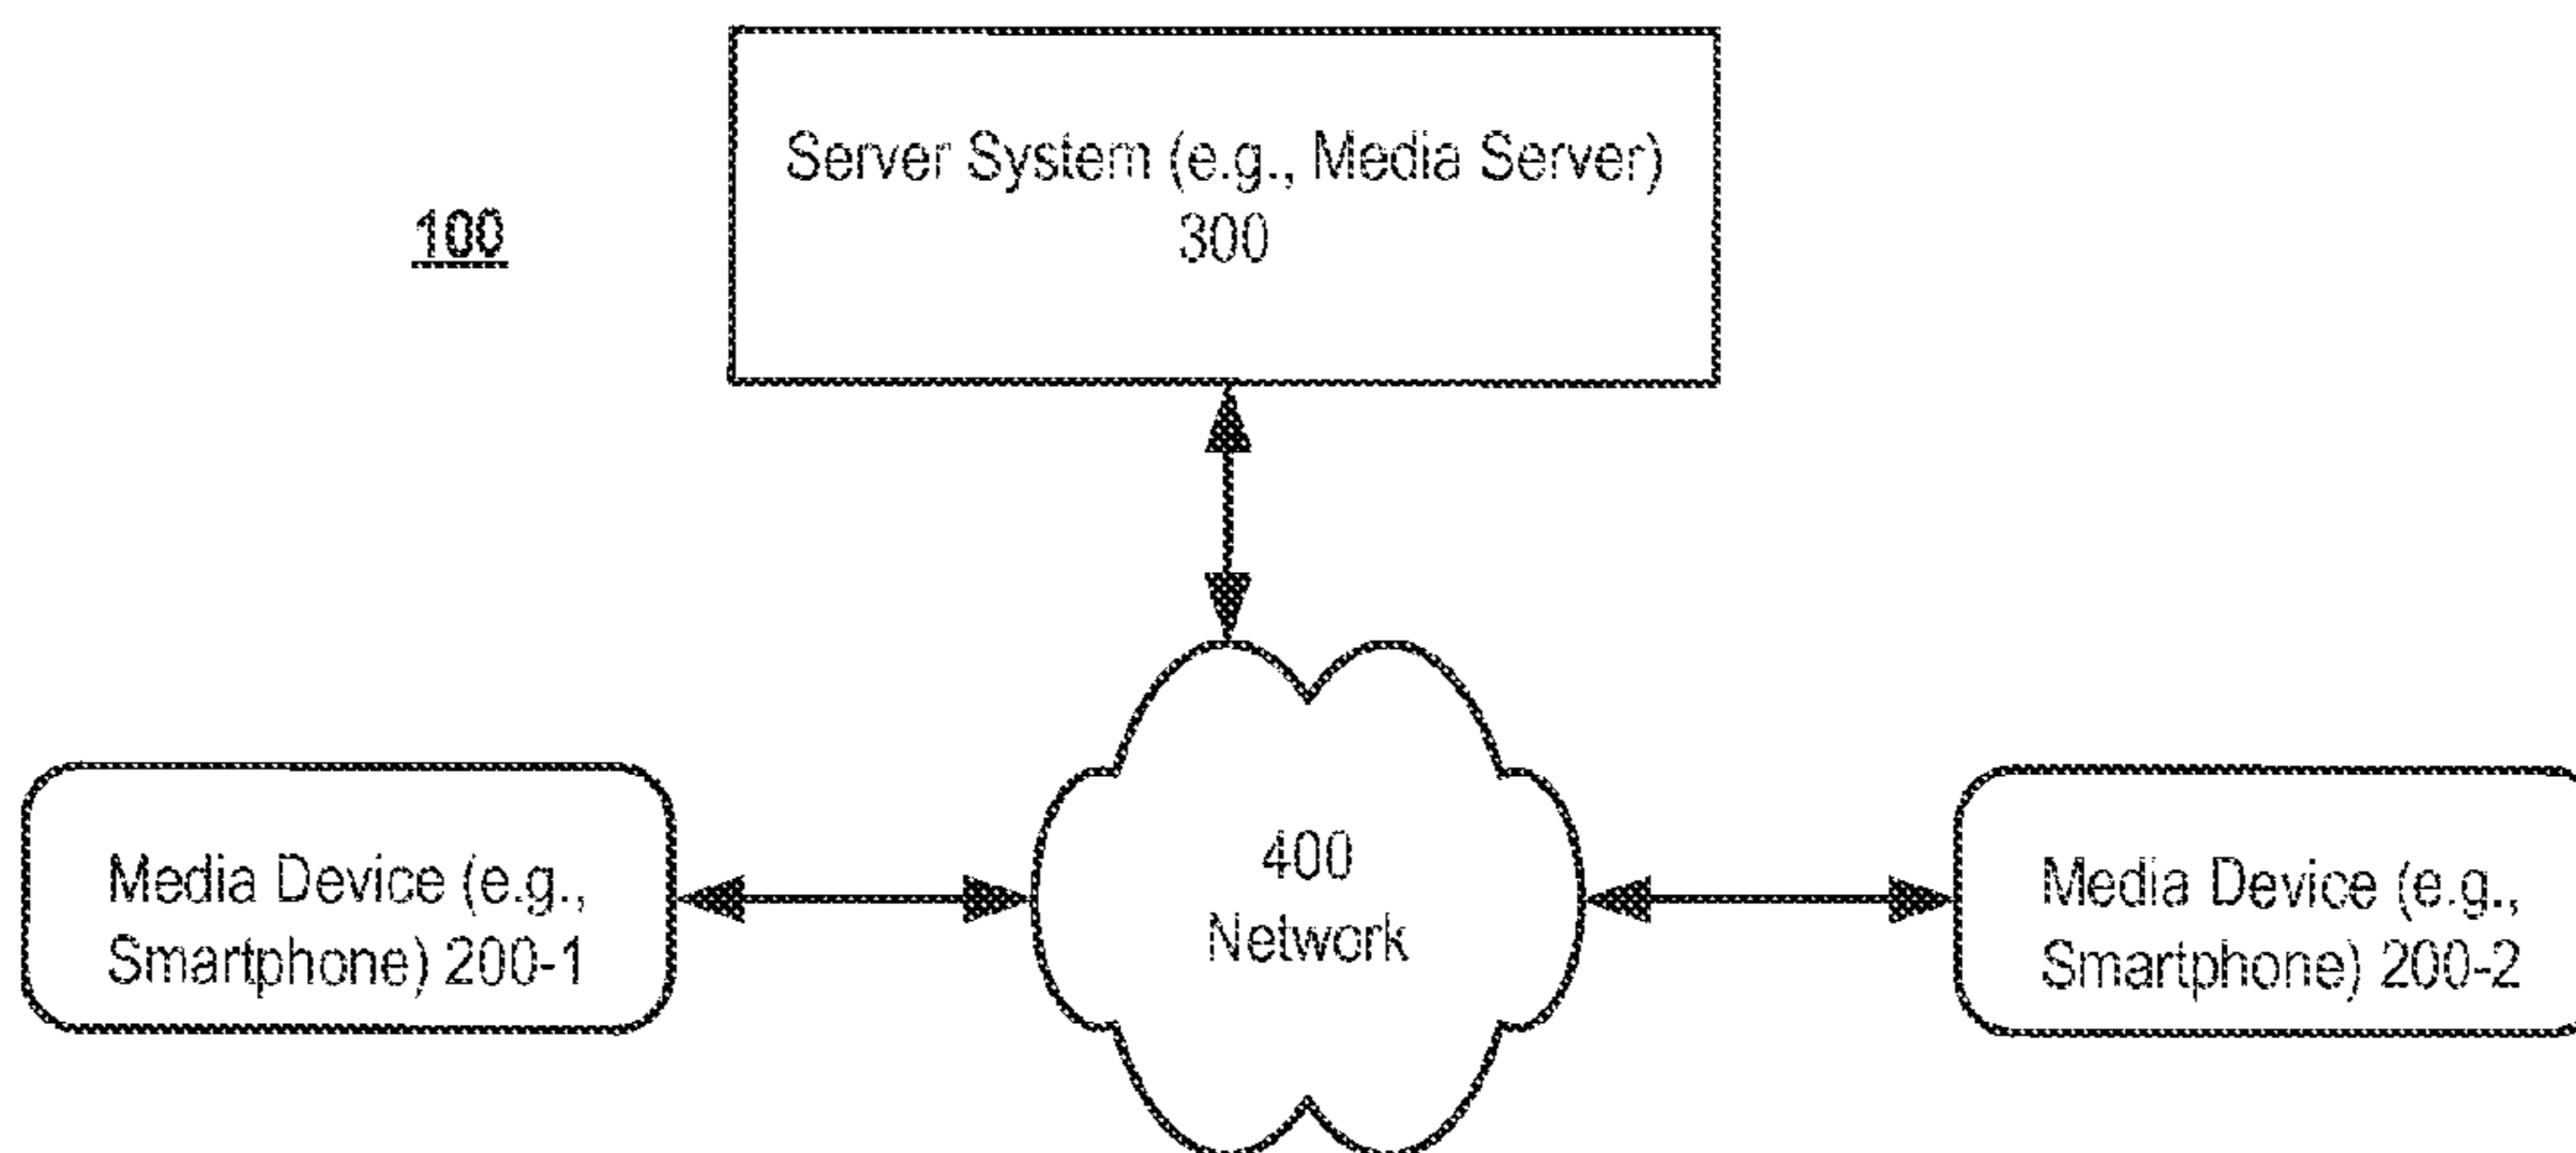 Server System (e.g., Media Server)
300
100
Media Device (e.g.,
Smartphone) 200-1
400
Network
Media Device (e.g.,
Smartphone) 200-2